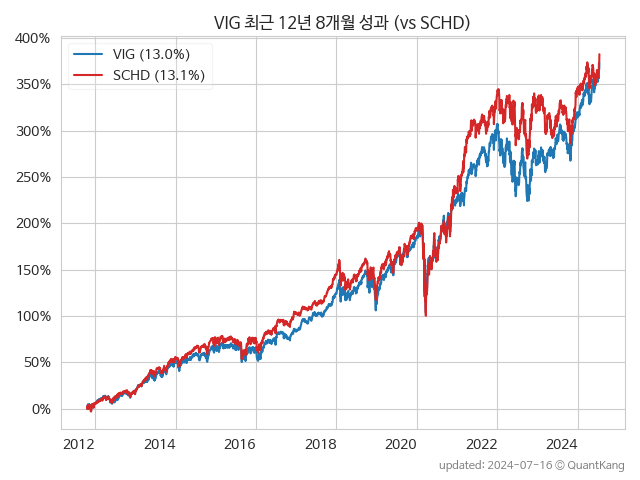 VIG 최근 12년 8개월 성과 (vs SCHD)
VIG (13.0%)
SCHD (13.1%)
400%
350%
300%
250%
200%
150%
100%
50%
0%
2012 2014 2016 2018 2020 2022 2024
updated: 2024-07-16 © QuantKang